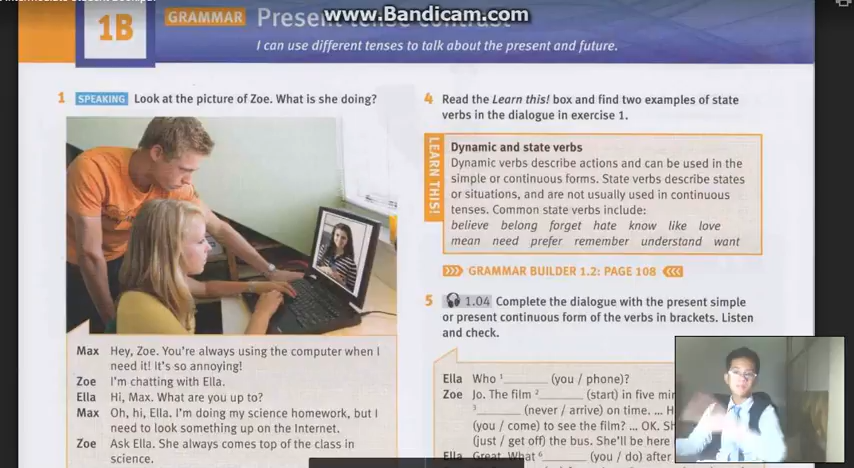 www.Bandicam.com
1B
GRAMMAR Present tense contrast
I can use different tenses to talk about the present and future.
1 SPEAKING Look at the picture of Zoe. What is she doing?
Max Hey, Zoe. You're always using the computer when I
need it! It's so annoying!
Zoe I'm chatting with Ella.
Ella Hi, Max. What are you up to?
Max Oh, hi, Ella. I'm doing my science homework, but I
need to look something up on the Internet.
Zoe Ask Ella. She always comes top of the class in
science.
4 Read the Learn this! box and find two examples of state
verbs in the dialogue in exercise 1.
LEARN THIS!
Dynamic and state verbs
Dynamic verbs describe actions and can be used in the
simple or continuous forms. State verbs describe states
or situations, and are not usually used in continuous
tenses. Common state verbs include:
believe belong forget hate know like love
mean need prefer remember understand want
GRAMMAR BUILDER 1.2: PAGE 108
5 1.04 Complete the dialogue with the present simple
or present continuous form of the verbs in brackets. Listen
and check.
Ella Who 1______ (you / phone)?
Zoe Jo. The film 2______ (start) in five min
3______ (never / arrive) on time. ... H
(you / come) to see the film? ... OK. S
(just / get off) the bus. She'll be here
Ella Great. What 6______ (you / do) after